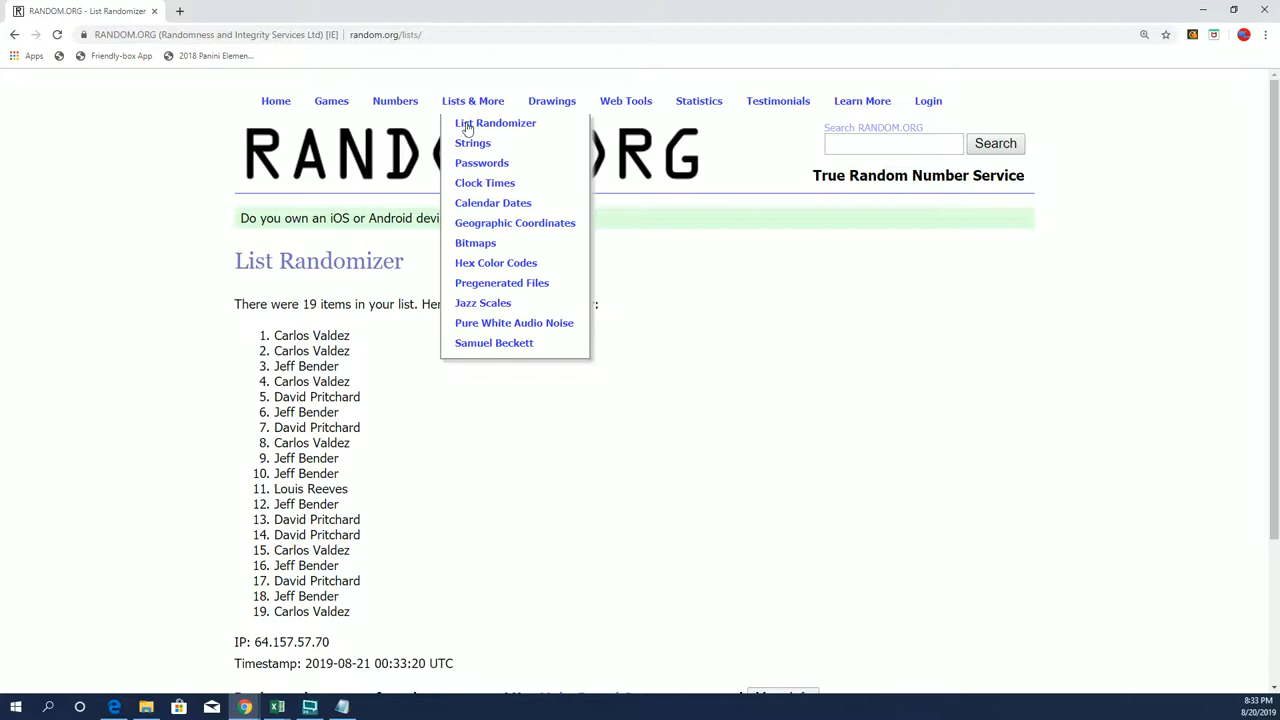 RANDOM.ORG - List Randomizer
RANDOM.ORG (Randomness and Integrity Services Ltd) [IE] | random.org/lists/
Apps Friendly-box App 2018 Panini Elemen...
Home Games Numbers Lists & More Drawings Web Tools Statistics Testimonials Learn More Login
List Randomizer
Strings
Passwords
Clock Times
Calendar Dates
Geographic Coordinates
Bitmaps
Hex Color Codes
Pregenerated Files
Jazz Scales
Pure White Audio Noise
Samuel Beckett
RAND RG
Search RANDOM.ORG
Search
True Random Number Service
Do you own an iOS or Android devi
List Randomizer
There were 19 items in your list. Her :
1. Carlos Valdez
2. Carlos Valdez
3. Jeff Bender
4. Carlos Valdez
5. David Pritchard
6. Jeff Bender
7. David Pritchard
8. Carlos Valdez
9. Jeff Bender
10. Jeff Bender
11. Louis Reeves
12. Jeff Bender
13. David Pritchard
14. David Pritchard
15. Carlos Valdez
16. Jeff Bender
17. David Pritchard
18. Jeff Bender
19. Carlos Valdez
IP: 64.157.57.70
Timestamp: 2019-08-21 00:33:20 UTC
8:33 PM
8/20/2019